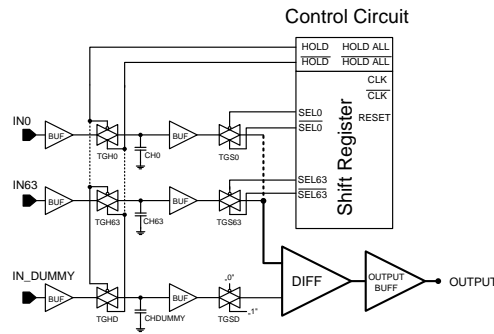 Control Circuit
HOLD HOLD ALL
HOLD HOLD ALL
CLK
CLK
RESET
Shift Register
SEL0
SEL0
SEL63
SEL63
IN0
BUF
TGH0
CH0
BUF
TGS0
IN63
BUF
TGH63
CH63
BUF
TGS63
IN_DUMMY
BUF
TGHD
CHDUMMY
BUF
„0"
TGSD
„1"
DIFF
OUTPUT
BUFF
OUTPUT